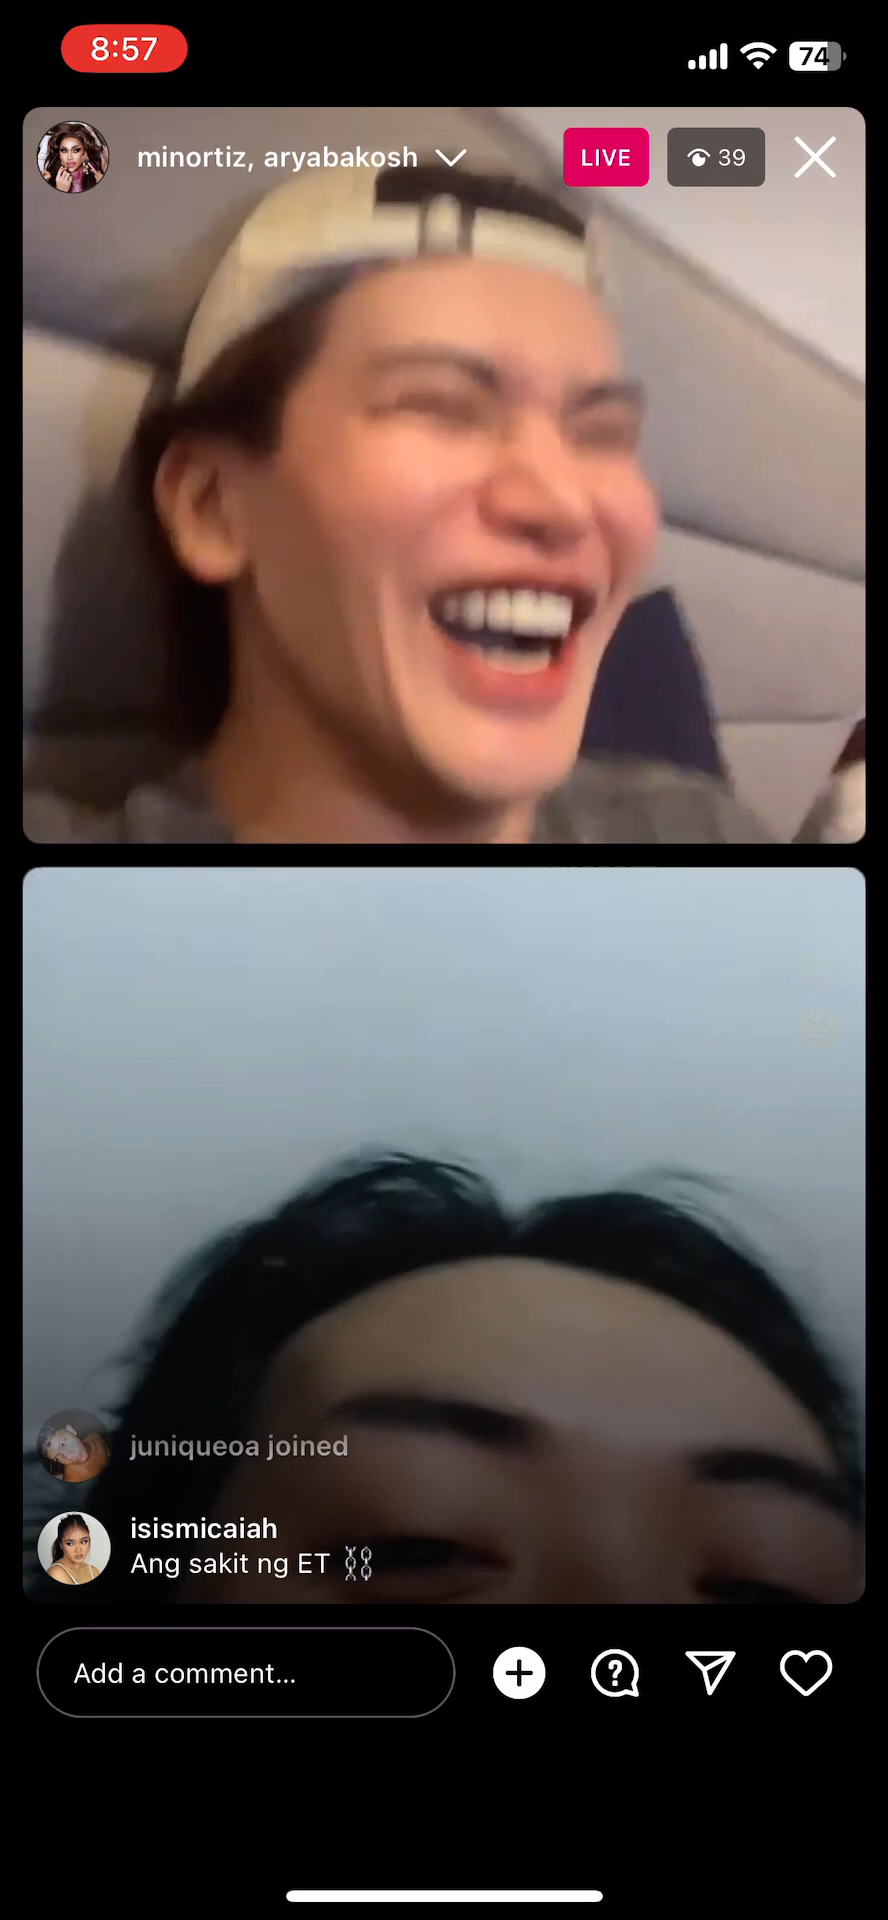 8:57
74
minortiz, aryabakosh
LIVE
39
juniqueoa joined
isismicaiah
Ang sakit ng ET ⛓️⛓️
Add a comment...